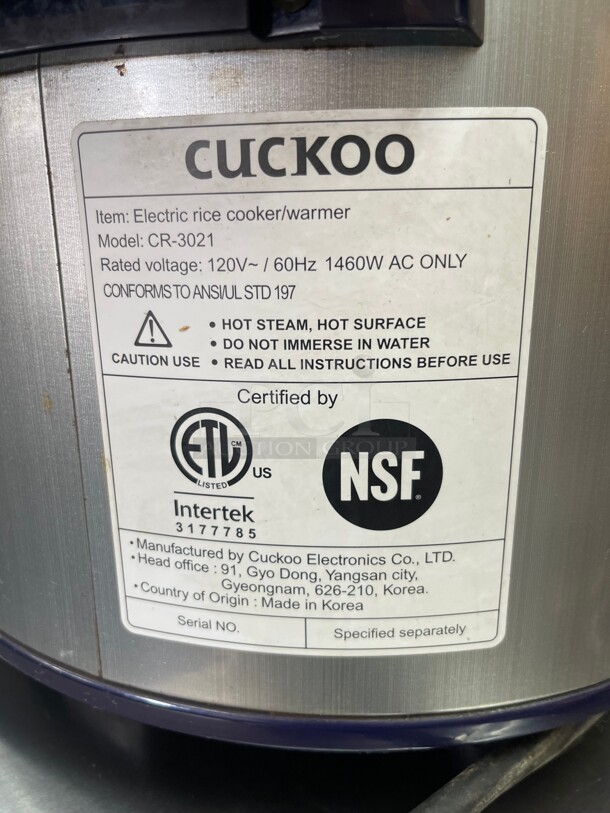 CUCKOO
Item: Electric rice cooker/warmer
Model: CR-3021
Rated voltage: 120V~ / 60Hz 1460W AC ONLY
CONFORMS TO ANSI/UL STD 197
• HOT STEAM, HOT SURFACE
• DO NOT IMMERSE IN WATER
CAUTION USE • READ ALL INSTRUCTIONS BEFORE USE
Certified by
ETL CM
LISTED
US
Intertek
3177785
NSF®
AUCTION GROUP
• Manufactured by Cuckoo Electronics Co., LTD.
• Head office : 91, Gyo Dong, Yangsan city,
Gyeongnam, 626-210, Korea.
• Country of Origin : Made in Korea
Serial NO.
Specified separately